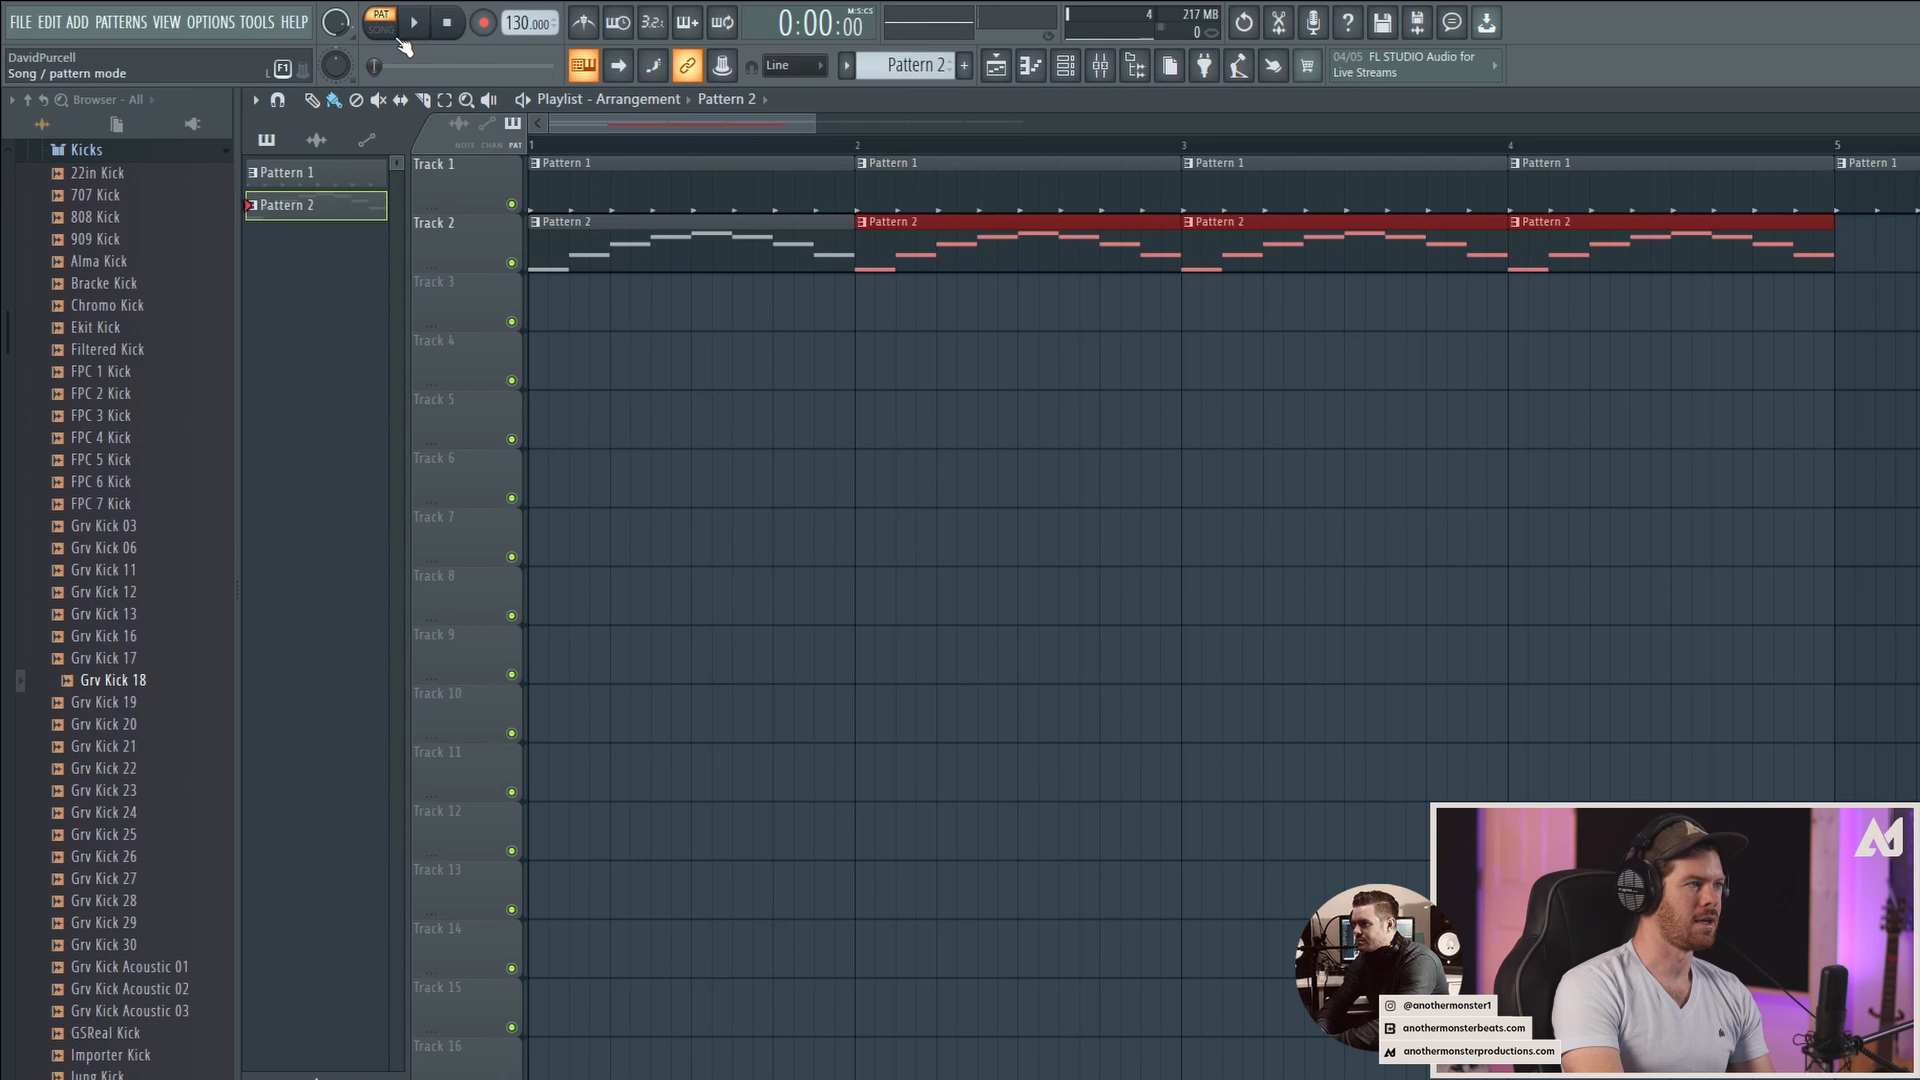 FILE EDIT ADD PATTERNS VIEW OPTIONS TOOLS HELP
PAT
SONG
130.000
3.2.
0:00:00
M:S:CS
4
217 MB
0
DavidPurcell
Song / pattern mode
F1
Line
Pattern 2
+
04/05 FL STUDIO Audio for
Live Streams
Browser - All
Playlist - Arrangement
Pattern 2
NOTE CHAN PAT
1
2
3
4
5
Kicks
22in Kick
707 Kick
808 Kick
909 Kick
Alma Kick
Bracke Kick
Chromo Kick
Ekit Kick
Filtered Kick
FPC 1 Kick
FPC 2 Kick
FPC 3 Kick
FPC 4 Kick
FPC 5 Kick
FPC 6 Kick
FPC 7 Kick
Grv Kick 03
Grv Kick 06
Grv Kick 11
Grv Kick 12
Grv Kick 13
Grv Kick 16
Grv Kick 17
Grv Kick 18
Grv Kick 19
Grv Kick 20
Grv Kick 21
Grv Kick 22
Grv Kick 23
Grv Kick 24
Grv Kick 25
Grv Kick 26
Grv Kick 27
Grv Kick 28
Grv Kick 29
Grv Kick 30
Grv Kick Acoustic 01
Grv Kick Acoustic 02
Grv Kick Acoustic 03
GSReal Kick
Importer Kick
Jung Kick
Pattern 1
Pattern 2
Track 1
Pattern 1
Pattern 1
Pattern 1
Pattern 1
Pattern 1
Track 2
Pattern 2
Pattern 2
Pattern 2
Pattern 2
Track 3
Track 4
Track 5
Track 6
Track 7
Track 8
Track 9
Track 10
Track 11
Track 12
Track 13
Track 14
Track 15
Track 16
@anothermonster1
anothermonsterbeats.com
anothermonsterproductions.com